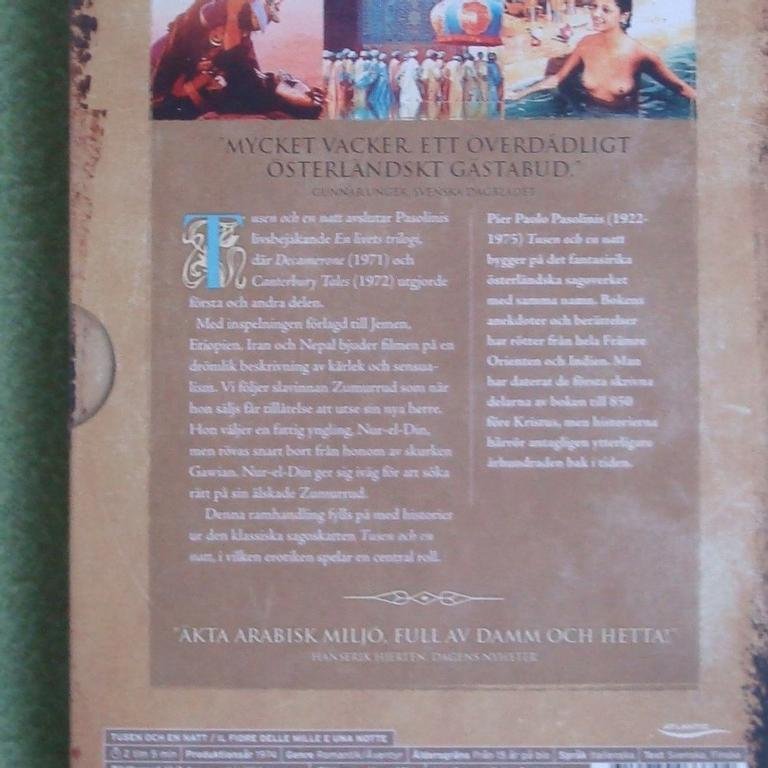 "MYCKET VACKER. ETT ÖVERDÅDLIGT
ÖSTERLÄNDSKT GÄSTABUD."
GUNNAR UNGER, SVENSKA DAGBLADET
Tusen och en natt avslutar Pasolinis
livsbejakande En livets trilogi,
där Decamerone (1971) och
Canterbury Tales (1972) utgjorde
första och andra delen.
Med inspelningen förlagd till Jemen,
Etiopien, Iran och Nepal bjuder filmen på en
drömlik beskrivning av kärlek och sensua-
lism. Vi följer slavinnan Zumurrud som när
hon säljs får tillåtelse att utse sin nya herre.
Hon väljer en fattig yngling, Nur-el-Din,
men rövas snart bort från honom av skurken
Gawian. Nur-el-Din ger sig iväg för att söka
rätt på sin älskade Zumurrud.
Denna ramhandling fylls på med historier
ur den klassiska sagoskatten Tusen och en
natt, i vilken erotiken spelar en central roll.
Pier Paolo Pasolinis (1922-
1975) Tusen och en natt
bygger på det fantastiska
österländska sagoverket
med samma namn. Bokens
anekdoter och berättelser
har rötter från hela Främre
Orienten och Indien. Man
har daterat de första skrivna
delarna av boken till 850
före Kristus, men historierna
härrör antagligen ytterligare
århundraden bak i tiden.
"ÄKTA ARABISK MILJÖ, FULL AV DAMM OCH HETTA!"
HANSERIK HJERTÉN, DAGENS NYHETER
ATLANTIC
TUSEN OCH EN NATT / IL FIORE DELLE MILLE E UNA NOTTE
2 tim 5 min Produktionsår 1974 Genre Romantik/Äventyr Åldersgräns Från 15 år på bio Språk Italienska Text Svenska, Finska